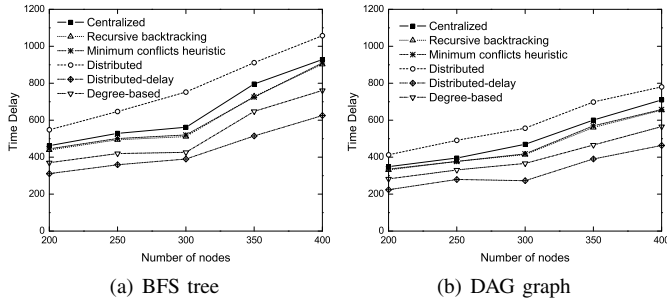 1200
1000
800
600
400
200
0
Time Delay
Centralized
Recursive backtracking
Minimum conflicts heuristic
Distributed
Distributed-delay
Degree-based
200 250 300 350 400
Number of nodes
(a) BFS tree
1200
1000
800
600
400
200
0
Time Delay
Centralized
Recursive backtracking
Minimum conflicts heuristic
Distributed
Distributed-delay
Degree-based
200 250 300 350 400
Number of nodes
(b) DAG graph